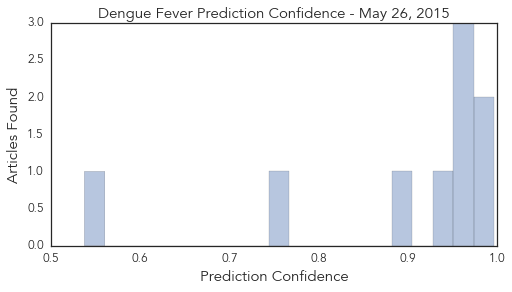 Dengue Fever Prediction Confidence - May 26, 2015
3.0
2.5
2.0
1.5
1.0
0.5
0.0
Articles Found
0.5 0.6 0.7 0.8 0.9 1.0
Prediction Confidence